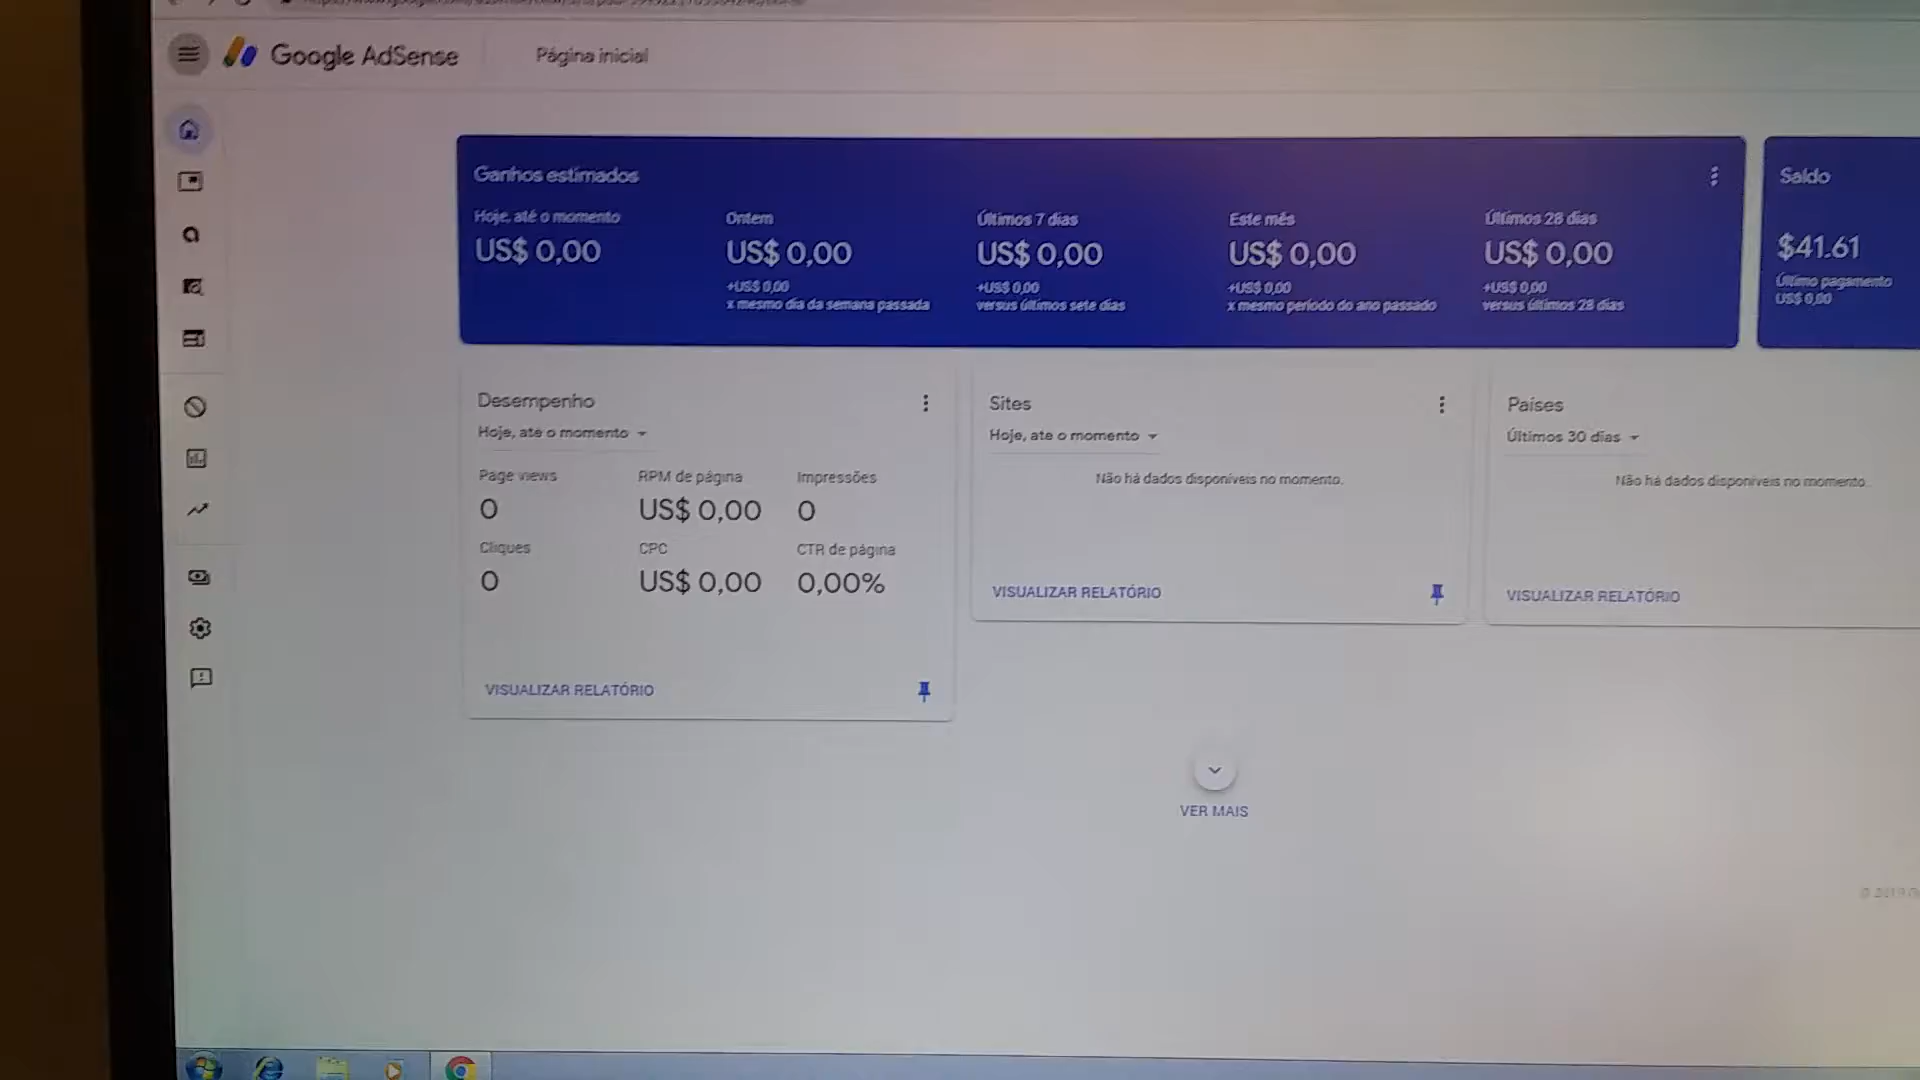 Google AdSense
Página inicial
Ganhos estimados
Hoje, até o momento
US$ 0,00
Ontem
US$ 0,00
+US$ 0,00
x mesmo dia da semana passada
Últimos 7 dias
US$ 0,00
+US$ 0,00
versus últimos sete dias
Este mês
US$ 0,00
+US$ 0,00
x mesmo período do ano passado
Últimos 28 dias
US$ 0,00
+US$ 0,00
versus últimos 28 dias
Saldo
$41.61
Último pagamento
US$ 0,00
Desempenho
Hoje, até o momento
Page views
0
RPM de página
US$ 0,00
Impressões
0
Cliques
0
CPC
US$ 0,00
CTR de página
0,00%
VISUALIZAR RELATÓRIO
Sites
Hoje, até o momento
Não há dados disponíveis no momento.
VISUALIZAR RELATÓRIO
Países
Últimos 30 dias
Não há dados disponíveis no momento.
VISUALIZAR RELATÓRIO
VER MAIS
© 2019